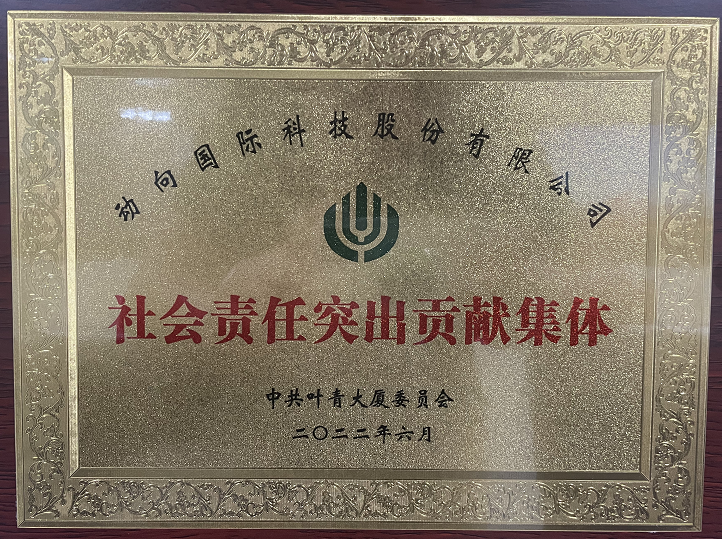 动向国际科技股份有限公司
社会责任突出贡献集体
中共叶青大厦委员会
二〇二二年六月